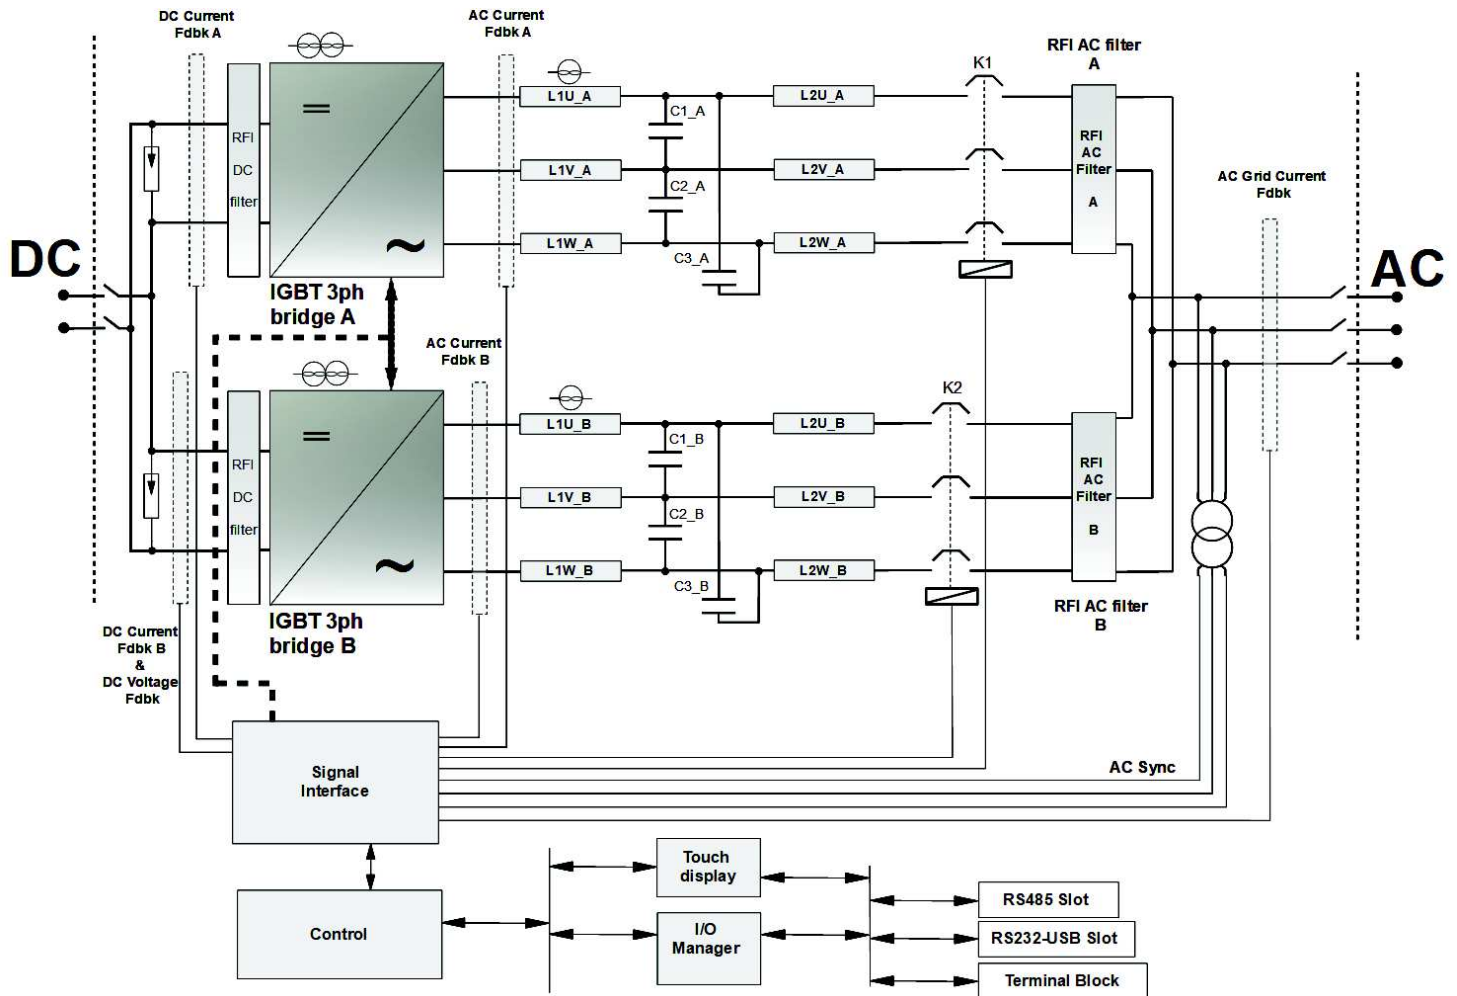 DC Current
Fdbk A
AC Current
Fdbk A
RFI AC filter
A
K1
L1U_A
L2U_A
C1_A
RFI
DC
filter
RFI
AC
Filter
A
L1V_A
L2V_A
AC Grid Current
Fdbk
C2_A
L1W_A
L2W_A
C3_A
DC
AC
IGBT 3ph
bridge A
AC Current
Fdbk B
K2
L1U_B
L2U_B
C1_B
RFI
DC
filter
RFI
AC
Filter
B
L1V_B
L2V_B
C2_B
L1W_B
L2W_B
C3_B
RFI AC filter
B
IGBT 3ph
bridge B
DC Current
Fdbk B
&
DC Voltage
Fdbk
Signal
Interface
AC Sync
Touch
display
Control
I/O
Manager
RS485 Slot
RS232-USB Slot
Terminal Block